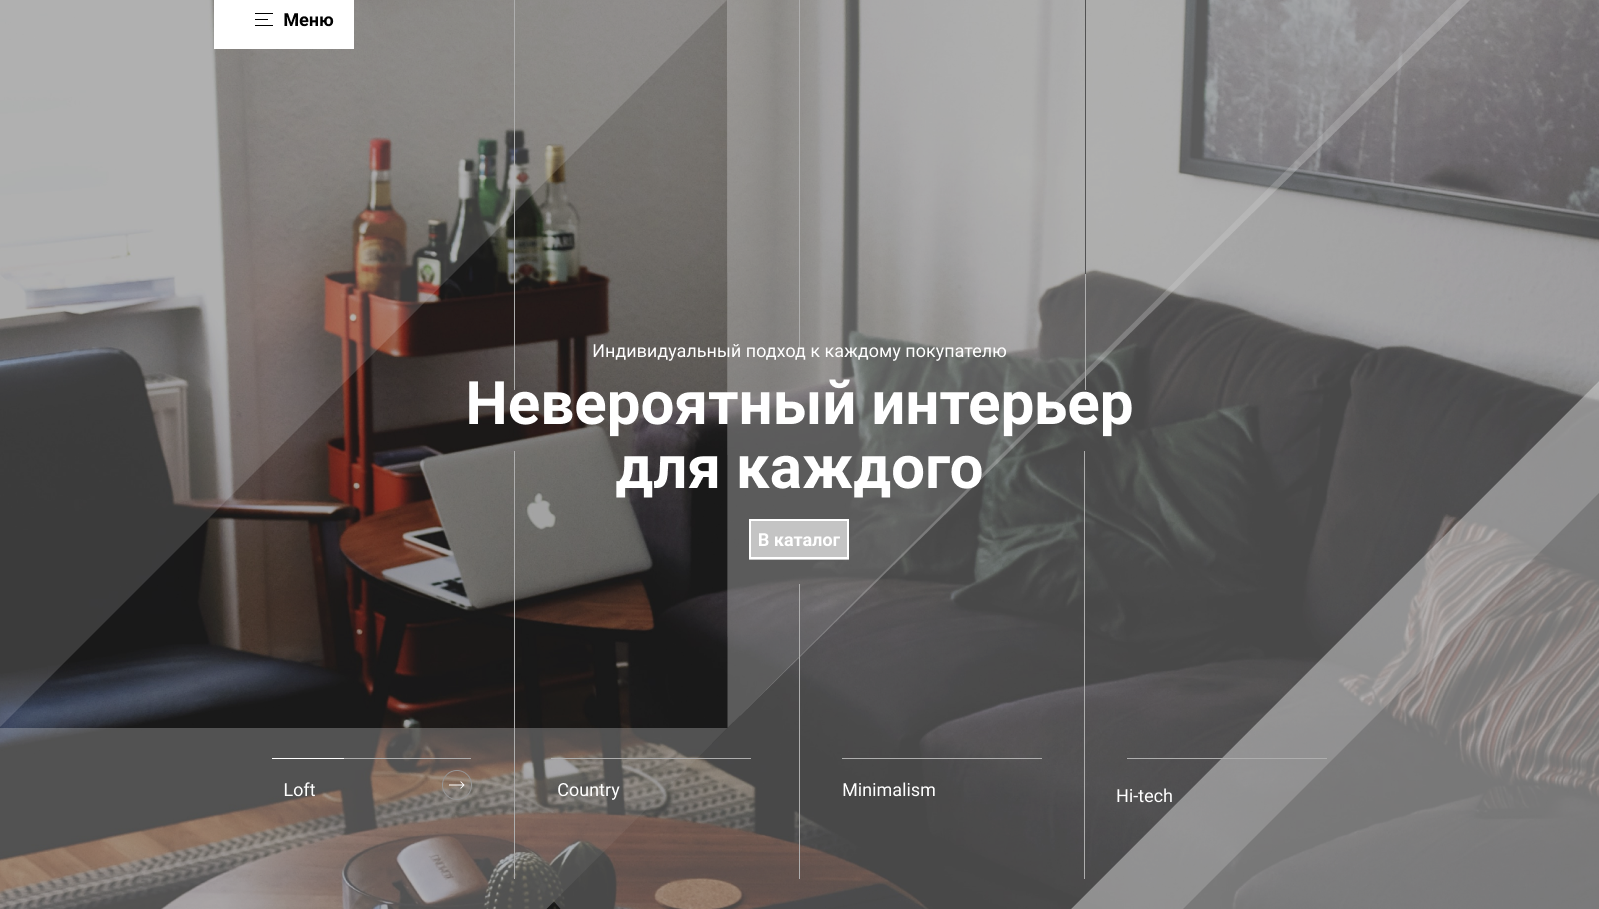 Меню
Индивидуальный подход к каждому покупателю
Невероятный интерьер
для каждого
В каталог
Loft
Country
Minimalism
Hi-tech